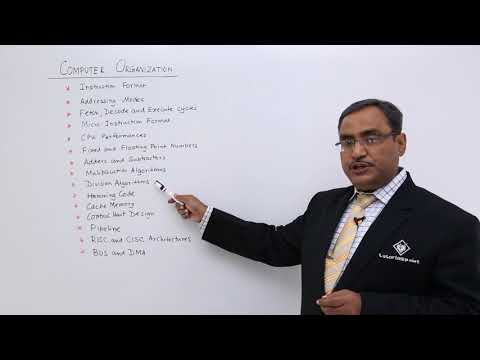 COMPUTER ORGANIZATION
Instruction Format
Addressing Modes
Fetch, Decode and Execute cycles
Micro Instruction Format
CPU Performances
Fixed and Floating Point Numbers
Adders and Subtractors
Multiplication Algorithms
Division Algorithms
Hamming Code
Cache Memory
Control Unit Design
Pipeline
RISC and CISC Architectures
BUS and DMA
tutorialspoint